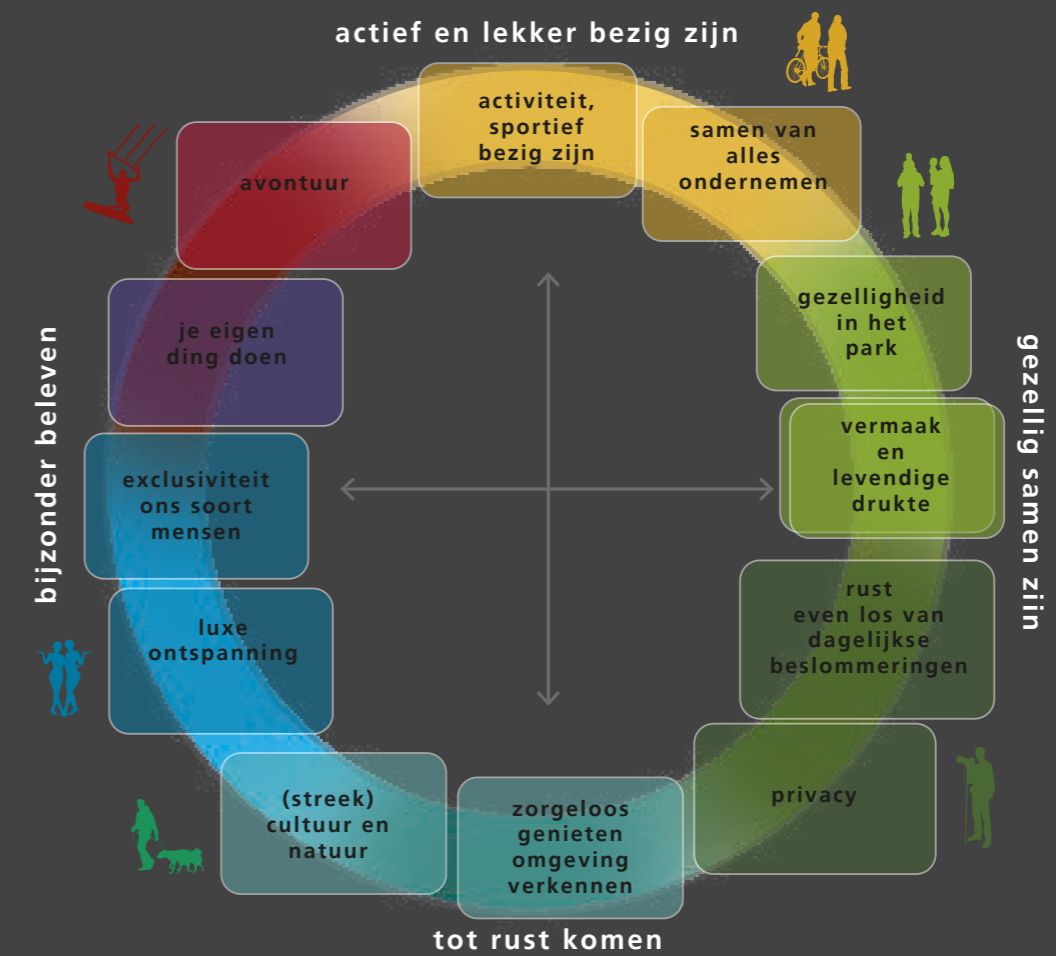 actief en lekker bezig zijn
activiteit,
sportief
bezig zijn
samen van
alles
ondernemen
gezelligheid
in het
park
vermaak
en
levendige
drukte
rust
even los van
dagelijkse
beslommeringen
privacy
zorgeloos
genieten
omgeving
verkennen
(streek)
cultuur en
natuur
luxe
ontspanning
exclusiviteit
ons soort
mensen
je eigen
ding doen
avontuur
bijzonder beleven
gezellig samen ziin
tot rust komen